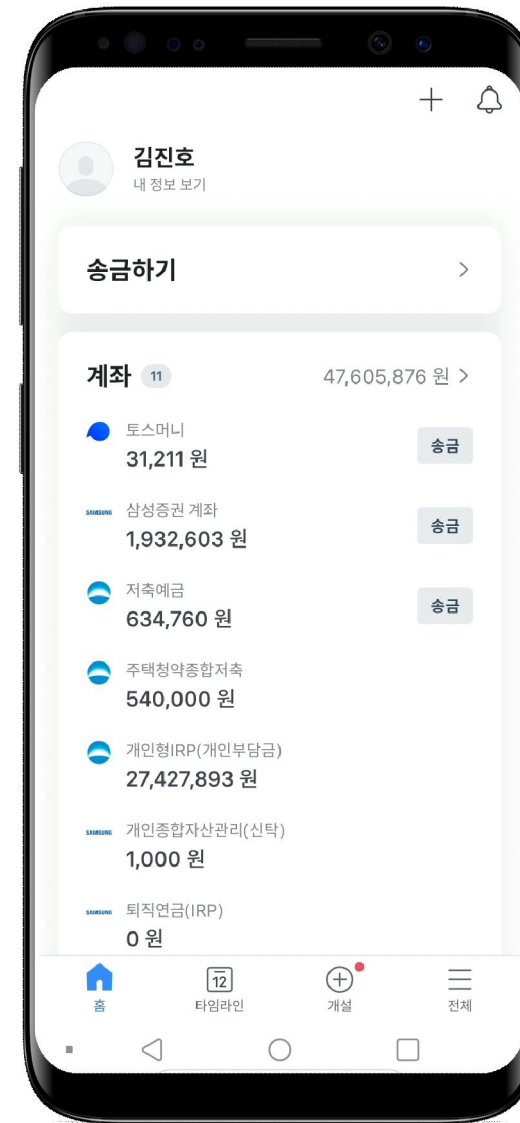 김진호
내 정보 보기
송금하기
계좌 11 47,605,876 원
토스머니
31,211 원 송금
SAMSUNG 삼성증권 계좌
1,932,603 원 송금
저축예금
634,760 원 송금
주택청약종합저축
540,000 원
개인형IRP(개인부담금)
27,427,893 원
SAMSUNG 개인종합자산관리(신탁)
1,000 원
SAMSUNG 퇴직연금(IRP)
0 원
12
홈 타임라인 개설 전체